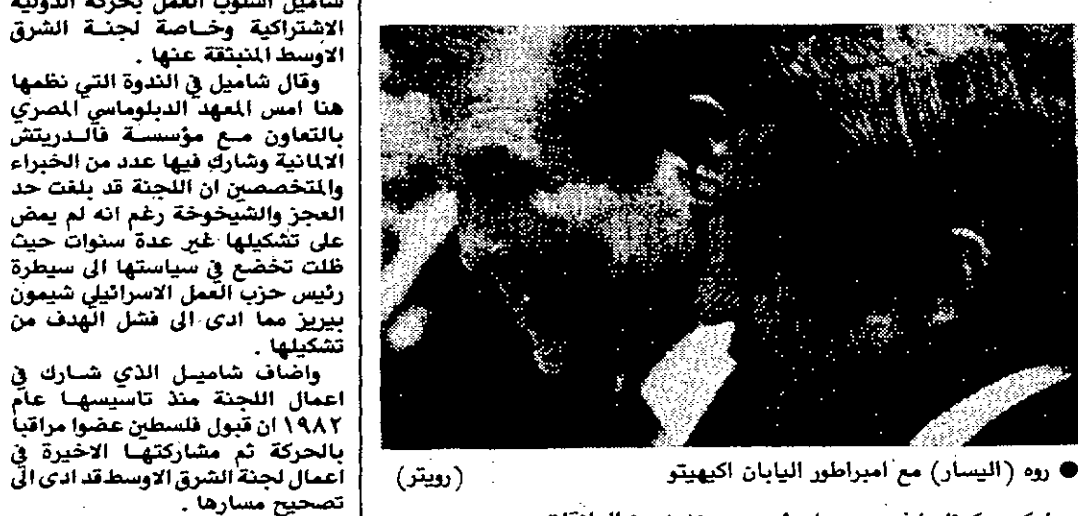 شاميل اسلوب العمل بحركة الدولية
الاشتراكية وخاصة لجنة الشرق
الاوسط المنبثقة عنها .
وقال شاميل في الندوة التي نظمها
هنا امس المعهد الدبلوماسي المصري
بالتعاون مع مؤسسة فالدريتش
الالمانية وشارك فيها عدد من الخبراء
والمتخصصين ان اللجنة قد بلغت حد
العجز والشيخوخة رغم انه لم يمض
على تشكيلها غير عدة سنوات حيث
ظلت تخضع في سياستها الى سيطرة
رئيس حزب العمل الاسرائيلي شيمون
بيريز مما ادى الى فشل الهدف من
تشكيلها .
واضاف شاميل الذي شارك في
اعمال اللجنة منذ تاسيسها عام
١٩٨٢ ان قبول فلسطين عضوا مراقبا
بالحركة ثم مشاركتها الاخيرة في
اعمال لجنة الشرق الاوسط قد ادى الى
تصحيح مسارها .
● روه (اليسار) مع امبراطور اليابان اكيهيتو (رويتر)